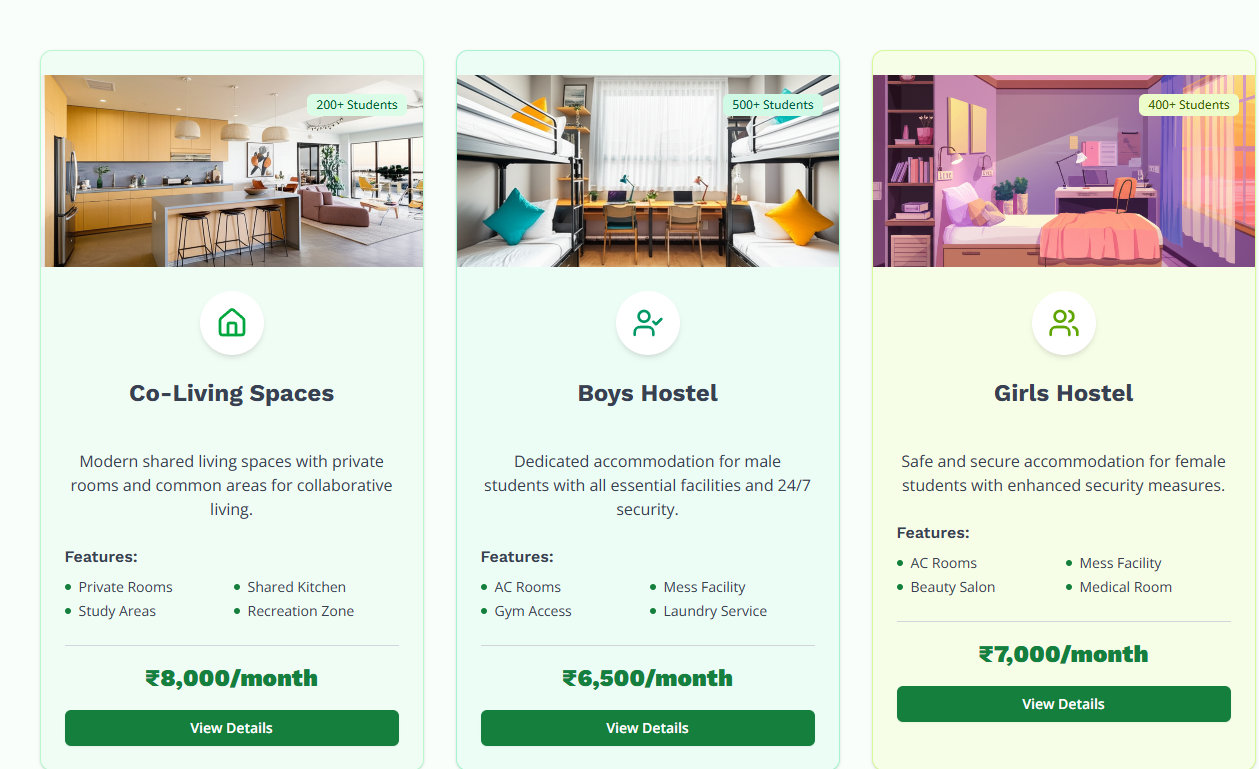 200+ Students
Co-Living Spaces
Modern shared living spaces with private
rooms and common areas for collaborative
living.
Features:
Private Rooms
Shared Kitchen
Study Areas
Recreation Zone
₹8,000/month
View Details
500+ Students
Boys Hostel
Dedicated accommodation for male
students with all essential facilities and 24/7
security.
Features:
AC Rooms
Mess Facility
Gym Access
Laundry Service
₹6,500/month
View Details
400+ Students
Girls Hostel
Safe and secure accommodation for female
students with enhanced security measures.
Features:
AC Rooms
Mess Facility
Beauty Salon
Medical Room
₹7,000/month
View Details